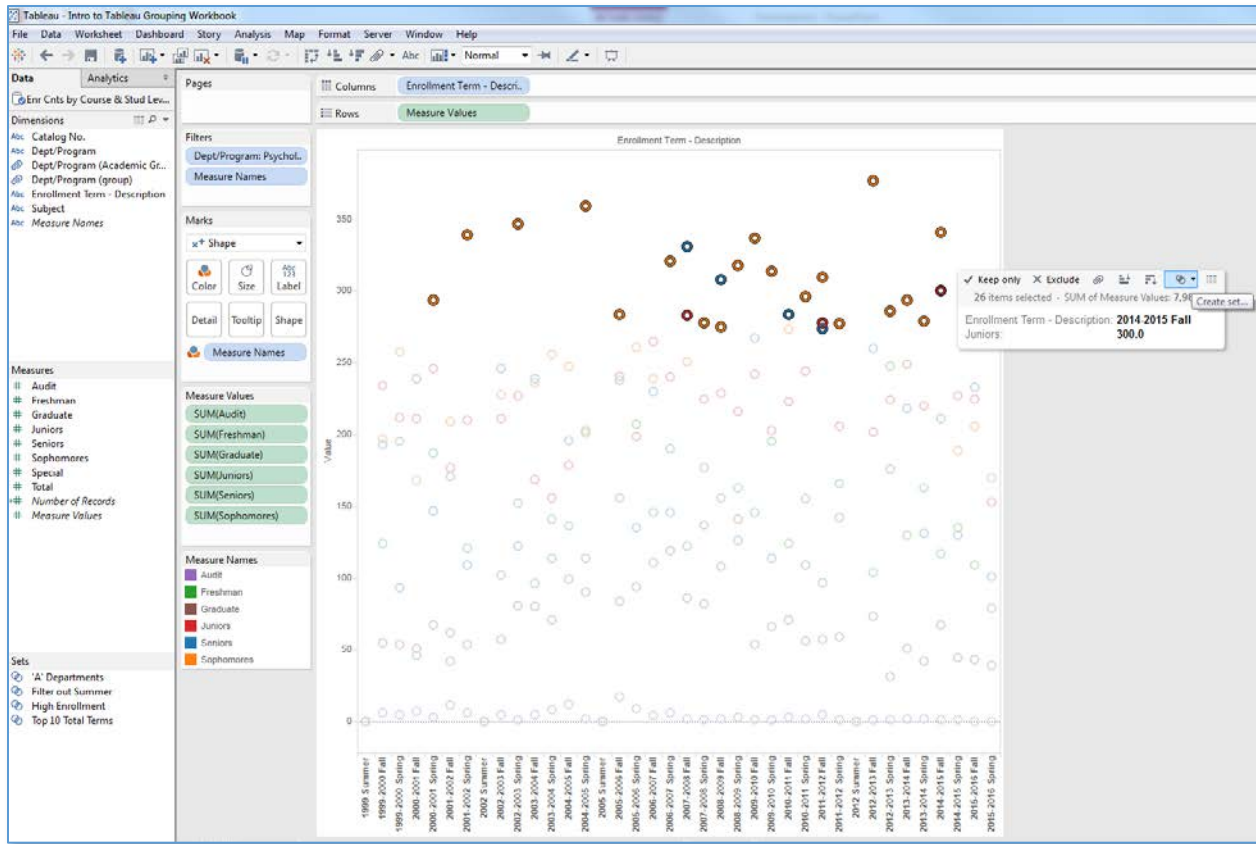 Tableau - Intro to Tableau Grouping Workbook
File Data Worksheet Dashboard Story Analysis Map Format Server Window Help
Abc Normal
Data Analytics
Enr Cnts by Course & Stud Lev...
Dimensions
Abc Catalog No.
Abc Dept/Program
Dept/Program (Academic Gr...
Dept/Program (group)
Abc Enrollment Term - Description
Abc Subject
Abc Measure Names
Measures
# Audit
# Freshman
# Graduate
# Juniors
# Seniors
# Sophomores
# Special
# Total
# Number of Records
# Measure Values
Sets
'A' Departments
Filter out Summer
High Enrollment
Top 10 Total Terms
Pages
Filters
Dept/Program: Psychol..
Measure Names
Marks
Shape
Color Size Label
Detail Tooltip Shape
Measure Names
Measure Values
SUM(Audit)
SUM(Freshman)
SUM(Graduate)
SUM(Juniors)
SUM(Seniors)
SUM(Sophomores)
Measure Names
Audit
Freshman
Graduate
Juniors
Seniors
Sophomores
Columns Enrollment Term - Descri..
Rows Measure Values
Enrollment Term - Description
Value
350
300
250
200
150
100
50
0
Keep only Exclude
26 items selected - SUM of Measure Values: 7,98
Create set...
Enrollment Term - Description: 2014-2015 Fall
Juniors: 300.0
1999 Summer
1999-2000 Fall
1999-2000 Spring
2000-2001 Fall
2000-2001 Spring
2001-2002 Fall
2001-2002 Spring
2002 Summer
2002-2003 Fall
2002-2003 Spring
2003-2004 Fall
2003-2004 Spring
2004-2005 Fall
2004-2005 Spring
2005 Summer
2005-2006 Fall
2005-2006 Spring
2006-2007 Fall
2006-2007 Spring
2007-2008 Fall
2007-2008 Spring
2008-2009 Fall
2008-2009 Spring
2009-2010 Fall
2009-2010 Spring
2010-2011 Fall
2010-2011 Spring
2011-2012 Fall
2011-2012 Spring
2012 Summer
2012-2013 Fall
2012-2013 Spring
2013-2014 Fall
2013-2014 Spring
2014-2015 Fall
2014-2015 Spring
2015-2016 Fall
2015-2016 Spring